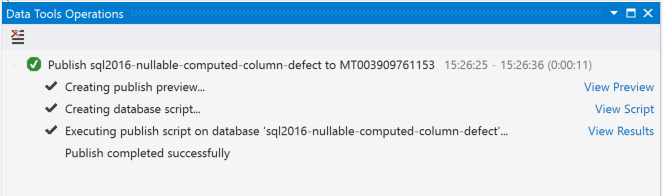 Data Tools Operations
Publish sql2016-nullable-computed-column-defect to MT003909761153 15:26:25 - 15:26:36 (0:00:11)
Creating publish preview... View Preview
Creating database script... View Script
Executing publish script on database 'sql2016-nullable-computed-column-defect'... View Results
Publish completed successfully